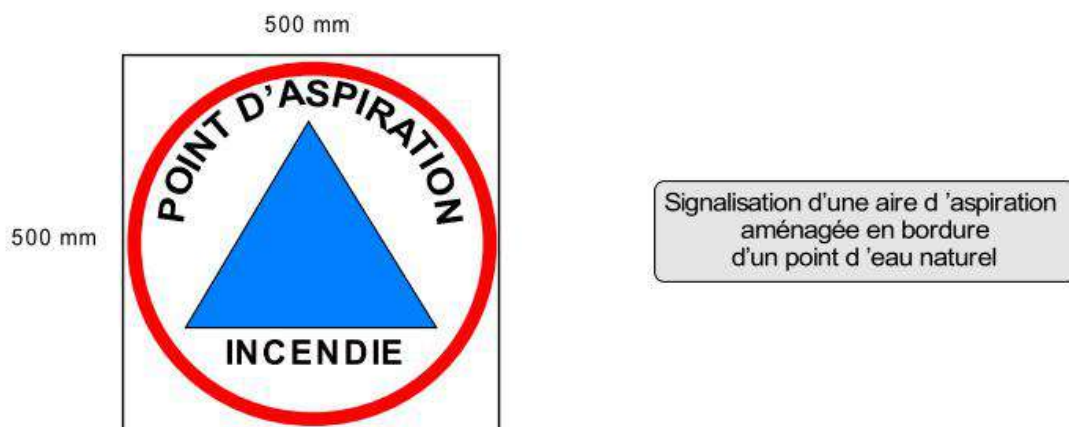 500 mm
POINT D’ASPIRATION
500 mm
INCENDIE
Signalisation d’une aire d ’aspiration
aménagée en bordure
d’un point d ’eau naturel